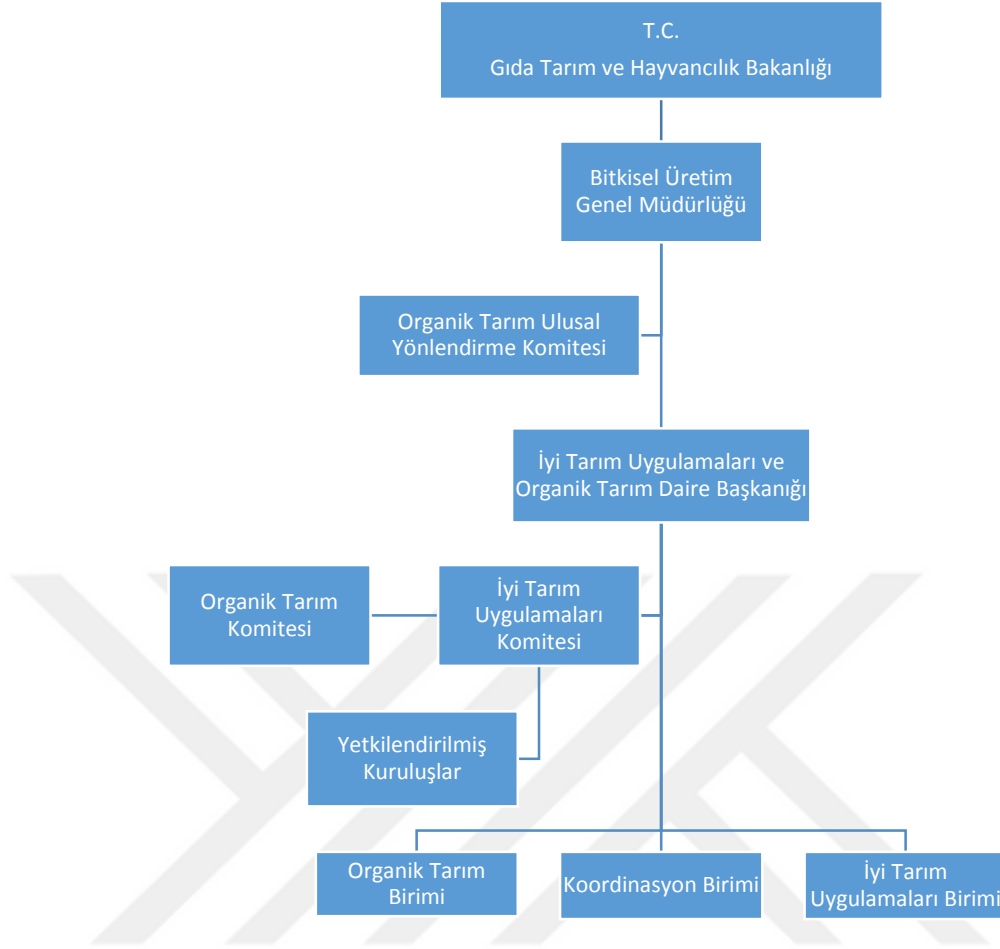 T.C.
Gıda Tarım ve Hayvancılık Bakanlığı
Bitkisel Üretim
Genel Müdürlüğü
Organik Tarım Ulusal
Yönlendirme Komitesi
İyi Tarım Uygulamaları ve
Organik Tarım Daire Başkanığı
Organik Tarım
Komitesi
İyi Tarım
Uygulamaları
Komitesi
Yetkilendirilmiş
Kuruluşlar
Organik Tarım
Birimi
Koordinasyon Birimi
İyi Tarım
Uygulamaları Birimi